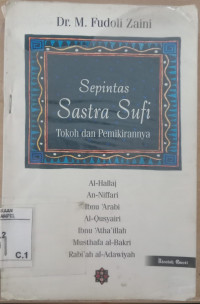 Dr. M. Fudoli Zaini
Sepintas
Sastra Sufi
Tokoh dan Pemikirannya
Al-Hallaj
An-Niffari
Ibnu 'Arabi
Al-Qusyairi
Ibnu 'Atha'illah
Musthafa al-Bakri
Rabi'ah al-Adawiyah
C.1